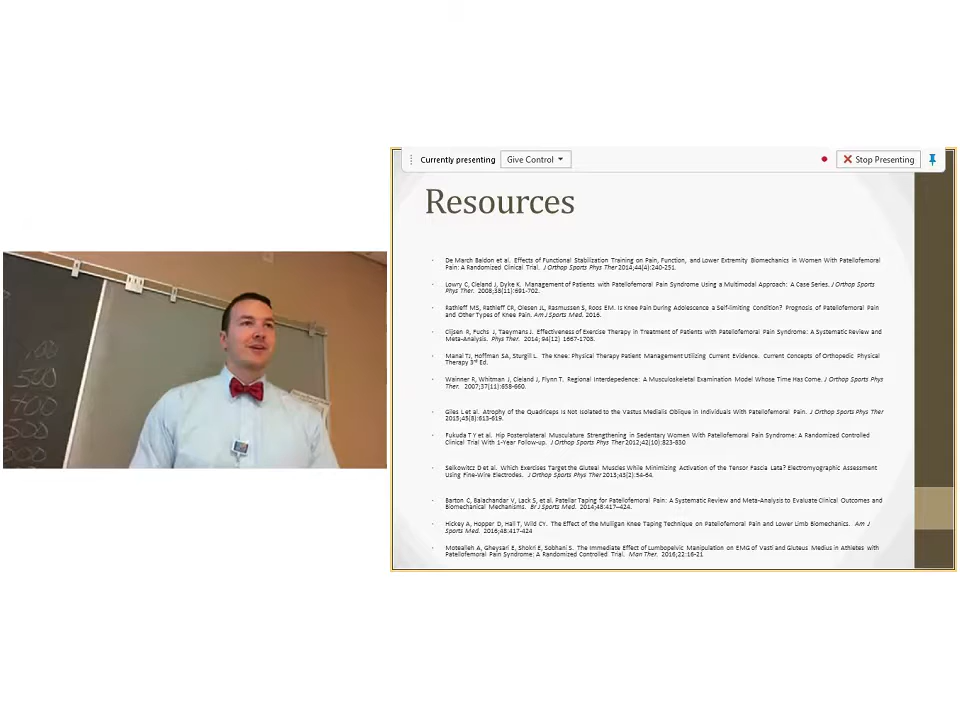 100
500
400
500
Currently presenting Give Control Stop Presenting
Resources
De March Baldon et al. Effects of Functional Stabilization Training on Pain, Function, and Lower Extremity Biomechanics in Women With Patellofemoral
Pain: A Randomized Clinical Trial. J Orthop Sports Phys Ther 2014;44(4):240-251.
Lowry C, Cleland J, Dyke K. Management of Patients with Patellofemoral Pain Syndrome Using a Multimodal Approach: A Case Series. J Orthop Sports
Phys Ther. 2008;38(11):691-702.
Rathleff MS, Rathleff CR, Olesen JL, Rasmussen S, Roos EM. Is Knee Pain During Adolescence a Self-limiting Condition? Prognosis of Patellofemoral Pain
and Other Types of Knee Pain. Am J Sports Med. 2016.
Clijsen R, Fuchs J, Taeymans J. Effectiveness of Exercise Therapy in Treatment of Patients with Patellofemoral Pain Syndrome: A Systematic Review and
Meta-Analysis. Phys Ther. 2014; 94(12) 1667-1708.
Manal TJ, Hoffman SA, Sturgill L. The Knee: Physical Therapy Patient Management Utilizing Current Evidence. Current Concepts of Orthopedic Physical
Therapy 3rd Ed.
Wainner R, Whitman J, Cleland J, Flynn T. Regional Interdepedence: A Musculoskeletal Examination Model Whose Time Has Come. J Orthop Sports Phys
Ther. 2007;37(11):658-660.
Giles L et al. Atrophy of the Quadriceps Is Not Isolated to the Vastus Medialis Oblique in Individuals With Patellofemoral Pain. J Orthop Sports Phys Ther
2015;45(8):613-619.
Fukuda T Y et al. Hip Posterolateral Musculature Strengthening in Sedentary Women With Patellofemoral Pain Syndrome: A Randomized Controlled
Clinical Trial With 1-Year Follow-up. J Orthop Phys Ther 2012;42(10):823-830
Selkowitcz D et al. Which Exercises Target the Gluteal Muscles While Minimizing Activation of the Tensor Fascia Lata? Electromyographic Assessment
Using Fine-Wire Electrodes. J Orthop Sports Phys Ther 2013;43(2):54-64.
Barton C, Balachandar V, Lack S, et al. Patellar Taping for Patellofemoral Pain: A Systematic Review and Meta-Analysis to Evaluate Clinical Outcomes and
Biomechanical Mechanisms. Br J Sports Med. 2014;48:417–424.
Hickey A, Hopper D, Hall T, Wild CY. The Effect of the Mulligan Knee Taping Technique on Patellofemoral Pain and Lower Limb Biomechanics. Am J
Sports Med. 2016;48:417-424
Motealleh A, Gheysari E, Shokri E, Sobhani S. The Immediate Effect of Lumbopelvic Manipulation on EMG of Vasti and Gluteus Medius in Athletes with
Patellofemoral Pain Syndrome: A Randomized Controlled Trial. Man Ther. 2016;22:16-21